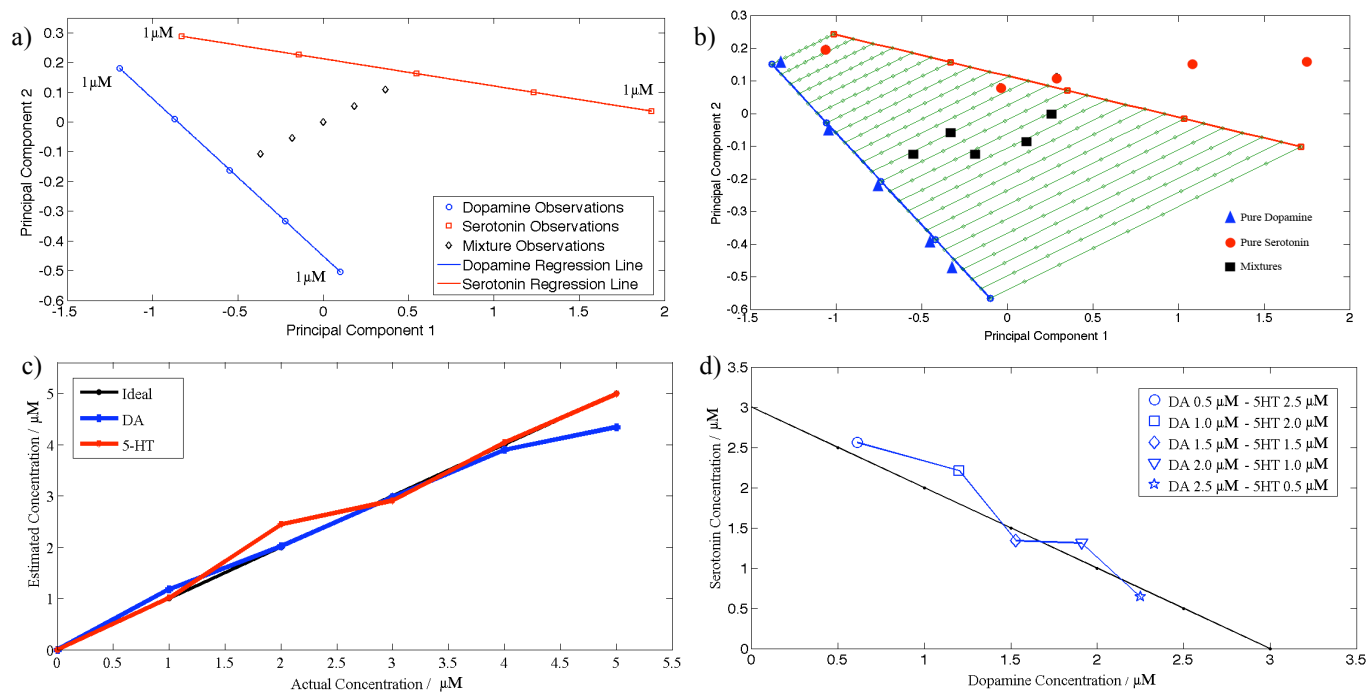 a)
0.3
0.2
0.1
0
-0.1
-0.2
-0.3
-0.4
-0.5
-0.6
Principal Component 2
1μM
1μM
1μM
1μM
Dopamine Observations
Serotonin Observations
Mixture Observations
Dopamine Regression Line
Serotonin Regression Line
-1.5
-1
-0.5
0
0.5
1
1.5
2
Principal Component 1
b)
0.3
0.2
0.1
0
-0.1
-0.2
-0.3
-0.4
-0.5
-0.6
Principal Component 2
Pure Dopamine
Pure Serotonin
Mixtures
-1.5
-1
-0.5
0
0.5
1
1.5
2
Principal Component 1
c)
5
4
3
2
1
0
Estimated Concentration / μM
Ideal
DA
5-HT
0
0.5
1
1.5
2
2.5
3
3.5
4
4.5
5
5.5
Actual Concentration / μM
d)
3.5
3
2.5
2
1.5
1
0.5
0
Serotonin Concentration / μM
DA 0.5 μM - 5HT 2.5 μM
DA 1.0 μM - 5HT 2.0 μM
DA 1.5 μM - 5HT 1.5 μM
DA 2.0 μM - 5HT 1.0 μM
DA 2.5 μM - 5HT 0.5 μM
0
0.5
1
1.5
2
2.5
3
3.5
Dopamine Concentration / μM